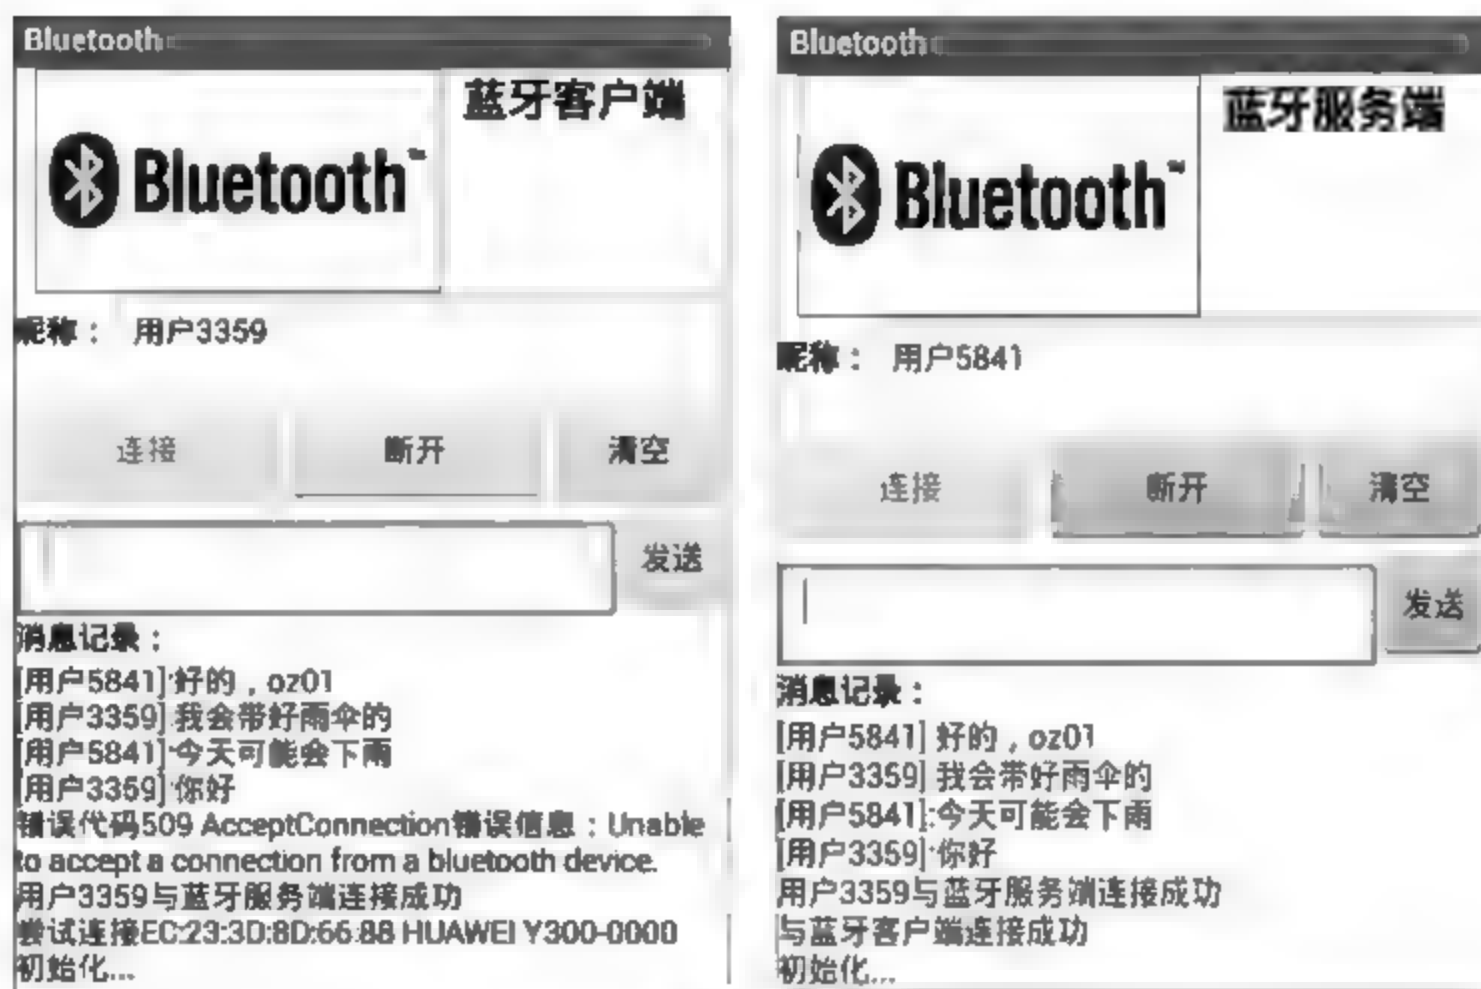 Bluetooth
蓝牙客户端
Bluetooth™
昵称： 用户3359
连接 断开 清空
发送
消息记录：
[用户5841]:好的，oz01
[用户3359]:我会带好雨伞的
[用户5841]:今天可能会下雨
[用户3359]:你好
错误代码509 AcceptConnection错误信息：Unable
to accept a connection from a bluetooth device.
用户3359与蓝牙服务端连接成功
尝试连接EC:23:3D:8D:66:88 HUAWEI Y300-0000
初始化...
Bluetooth
蓝牙服务端
Bluetooth™
昵称： 用户5841
连接 断开 清空
发送
消息记录：
[用户5841]:好的，oz01
[用户3359]:我会带好雨伞的
[用户5841]:今天可能会下雨
[用户3359]:你好
用户3359与蓝牙服务端连接成功
与蓝牙客户端连接成功
初始化...